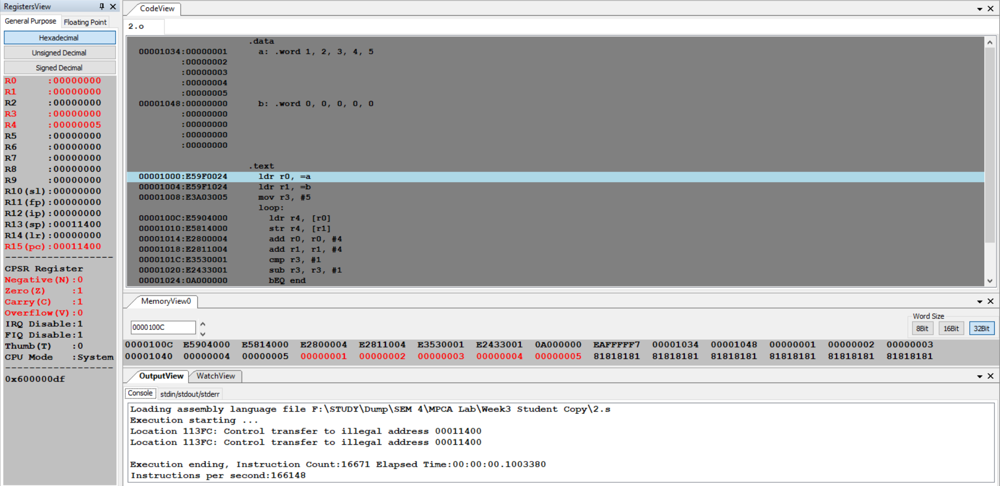 RegistersView
General Purpose Floating Point
Hexadecimal
Unsigned Decimal
Signed Decimal
R0 :00000000
R1 :00000000
R2 :00000000
R3 :00000000
R4 :00000005
R5 :00000000
R6 :00000000
R7 :00000000
R8 :00000000
R9 :00000000
R10(sl):00000000
R11(fp):00000000
R12(ip):00000000
R13(sp):00011400
R14(lr):00000000
R15(pc):00011400
------------------
CPSR Register
Negative(N):0
Zero(Z) :1
Carry(C) :1
Overflow(V):0
IRQ Disable:1
FIQ Disable:1
Thumb(T) :0
CPU Mode :System
------------------
0x600000df
CodeView
2.o
.data
00001034:00000001 a: .word 1, 2, 3, 4, 5
:00000002
:00000003
:00000004
:00000005
00001048:00000000 b: .word 0, 0, 0, 0, 0
:00000000
:00000000
:00000000
:00000000
.text
00001000:E59F0024 ldr r0, =a
00001004:E59F1024 ldr r1, =b
00001008:E3A03005 mov r3, #5
loop:
0000100C:E5904000 ldr r4, [r0]
00001010:E5814000 str r4, [r1]
00001014:E2800004 add r0, r0, #4
00001018:E2811004 add r1, r1, #4
0000101C:E3530001 cmp r3, #1
00001020:E2433001 sub r3, r3, #1
00001024:0A000000 bEQ end
MemoryView0
0000100C
Word Size
8Bit 16Bit 32Bit
0000100C E5904000 E5814000 E2800004 E2811004 E3530001 E2433001 0A000000 EAFFFFF7 00001034 00001048 00000001 00000002 00000003
00001040 00000004 00000005 00000001 00000002 00000003 00000004 00000005 81818181 81818181 81818181 81818181 81818181 81818181
OutputView WatchView
Console stdin/stdout/stderr
Loading assembly language file F:\STUDY\Dump\SEM 4\MPCA Lab\Week3 Student Copy\2.s
Execution starting ...
Location 113FC: Control transfer to illegal address 00011400
Location 113FC: Control transfer to illegal address 00011400
Execution ending, Instruction Count:16671 Elapsed Time:00:00:00.1003380
Instructions per second:166148